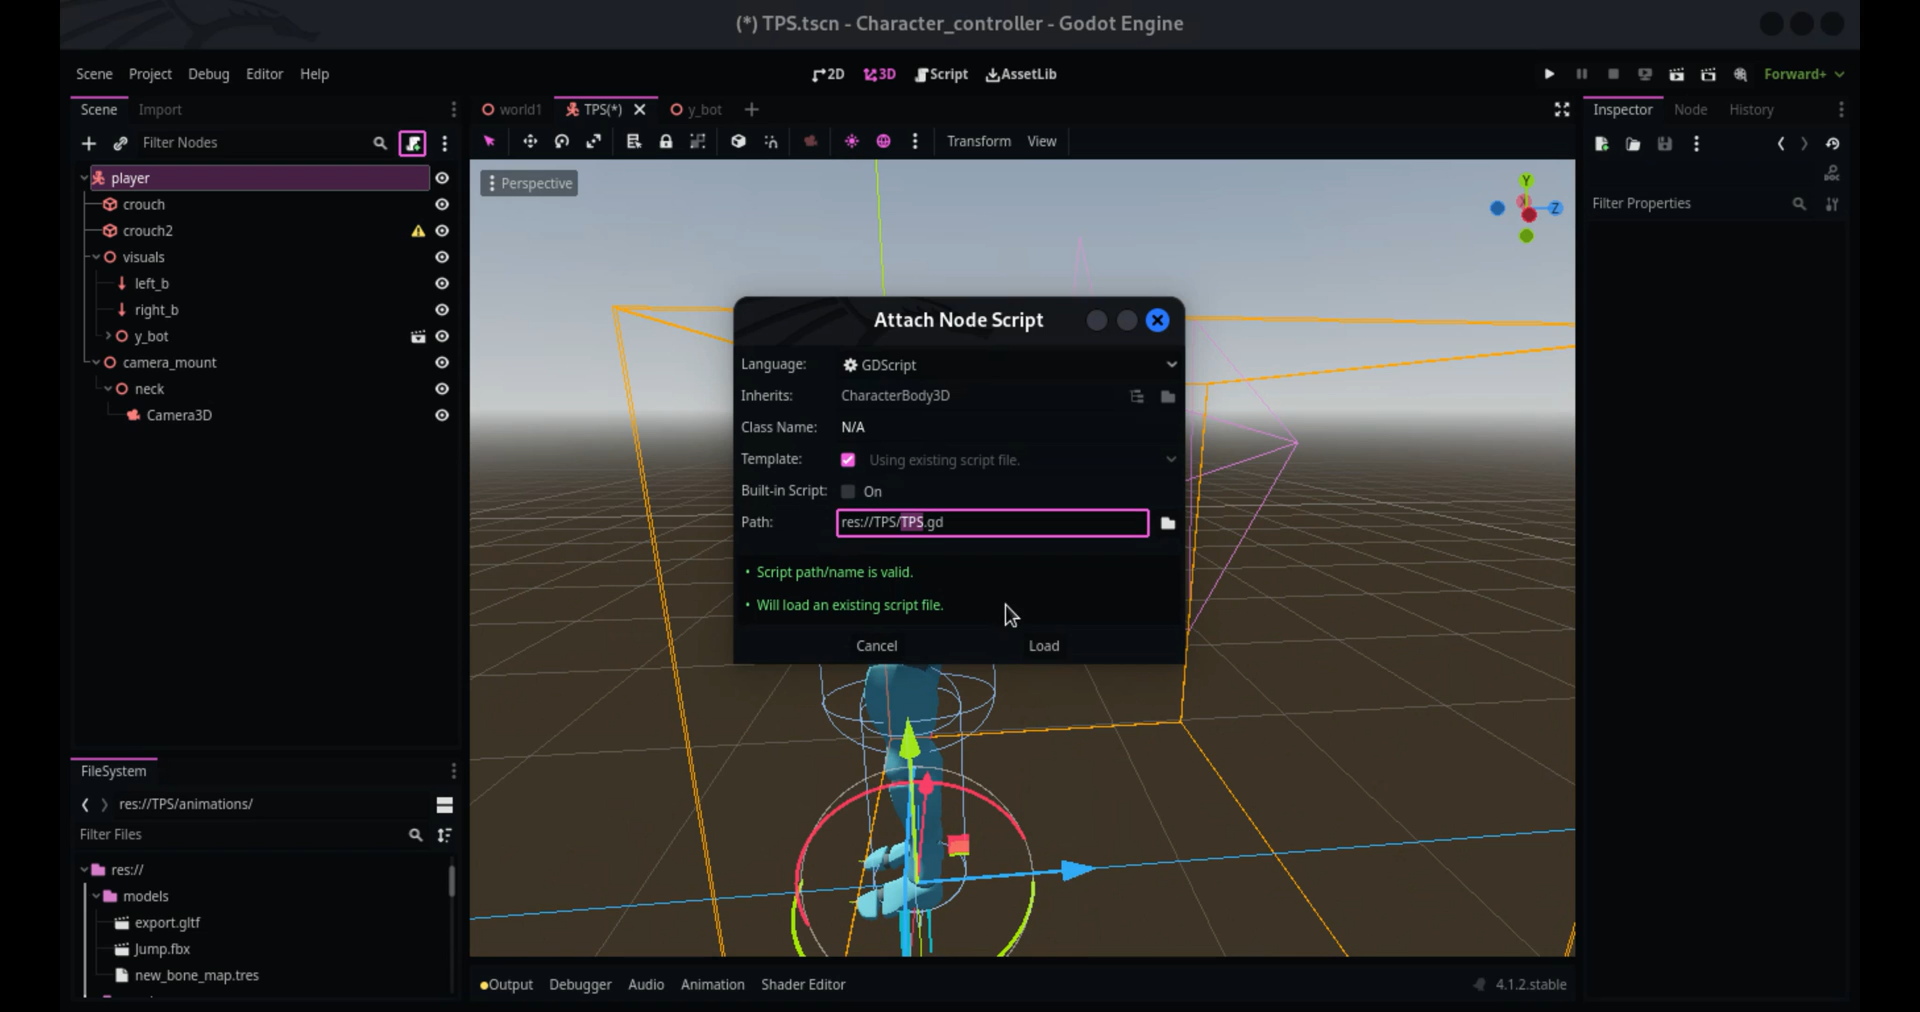 (*) TPS.tscn - Character_controller - Godot Engine
Scene Project Debug Editor Help
2D 3D Script AssetLib
Forward+
Scene Import
world1 TPS(*) y_bot
Inspector Node History
Filter Nodes
Transform View
player
Perspective
Y
Z
crouch
Filter Properties
crouch2
visuals
left_b
right_b
y_bot
camera_mount
neck
Camera3D
Attach Node Script
Language: GDScript
Inherits: CharacterBody3D
Class Name: N/A
Template: Using existing script file.
Built-in Script: On
Path: res://TPS/TPS.gd
• Script path/name is valid.
• Will load an existing script file.
Cancel Load
FileSystem
res://TPS/animations/
Filter Files
res://
models
export.gltf
Jump.fbx
new_bone_map.tres
Output Debugger Audio Animation Shader Editor
4.1.2.stable